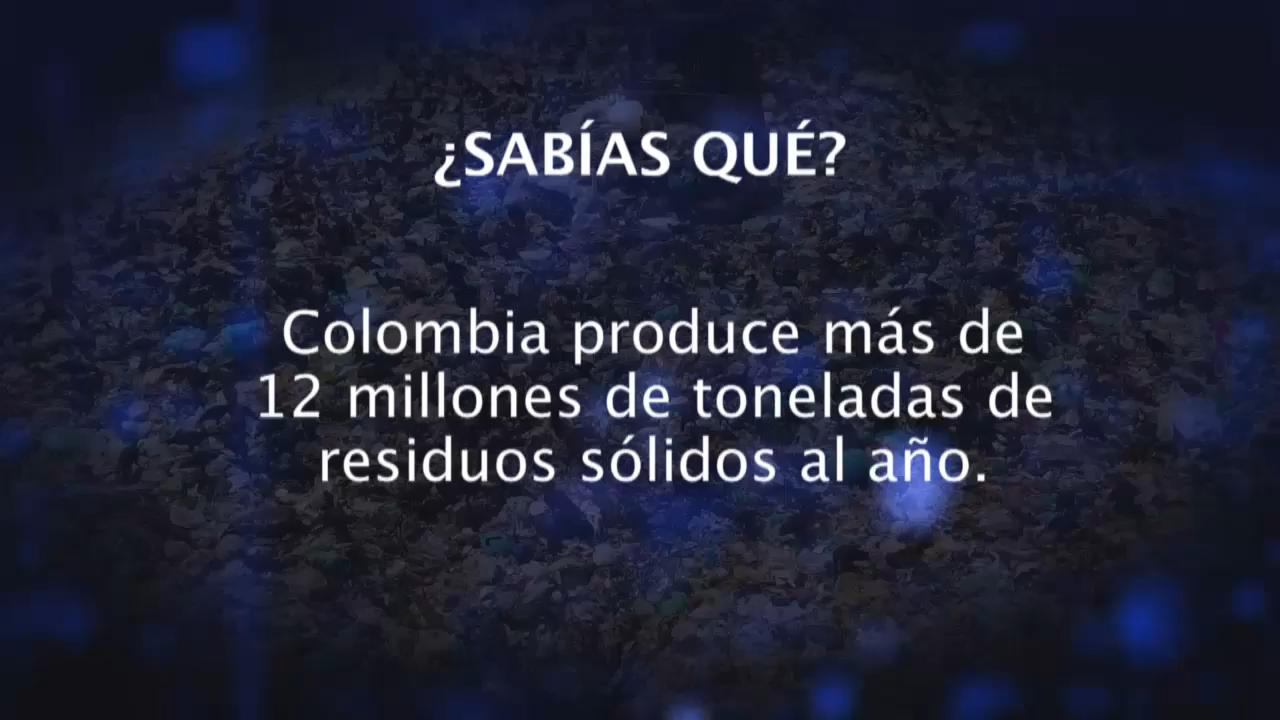 ¿SABÍAS QUÉ?
Colombia produce más de
12 millones de toneladas de
residuos sólidos al año.